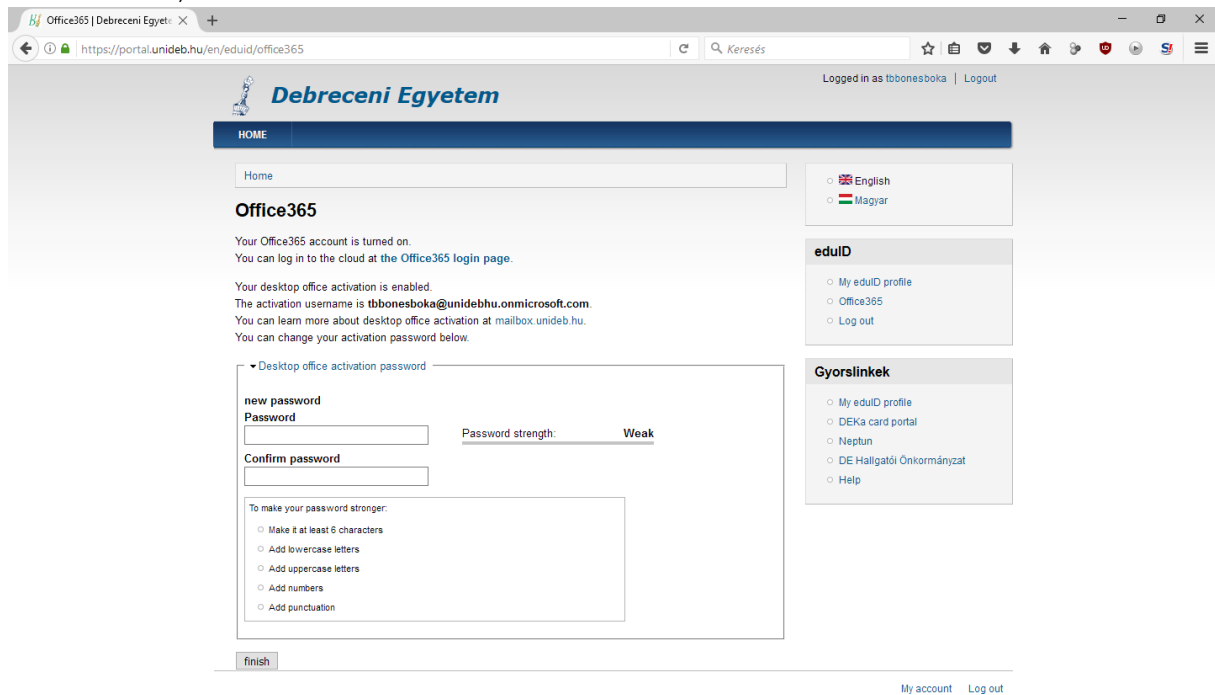 Office365 | Debreceni Egyete
https://portal.unideb.hu/en/eduid/office365
Keresés
Logged in as tbbonesboka | Logout
Debreceni Egyetem
HOME
Home
Office365
Your Office365 account is turned on.
You can log in to the cloud at the Office365 login page.
Your desktop office activation is enabled.
The activation username is tbbonesboka@unidebhu.onmicrosoft.com.
You can learn more about desktop office activation at mailbox.unideb.hu.
You can change your activation password below.
Desktop office activation password
new password
Password
Password strength: Weak
Confirm password
To make your password stronger:
Make it at least 6 characters
Add lowercase letters
Add uppercase letters
Add numbers
Add punctuation
finish
English
Magyar
eduID
My eduID profile
Office365
Log out
Gyorslinkek
My eduID profile
DEKa card portal
Neptun
DE Hallgatói Önkormányzat
Help
My account Log out